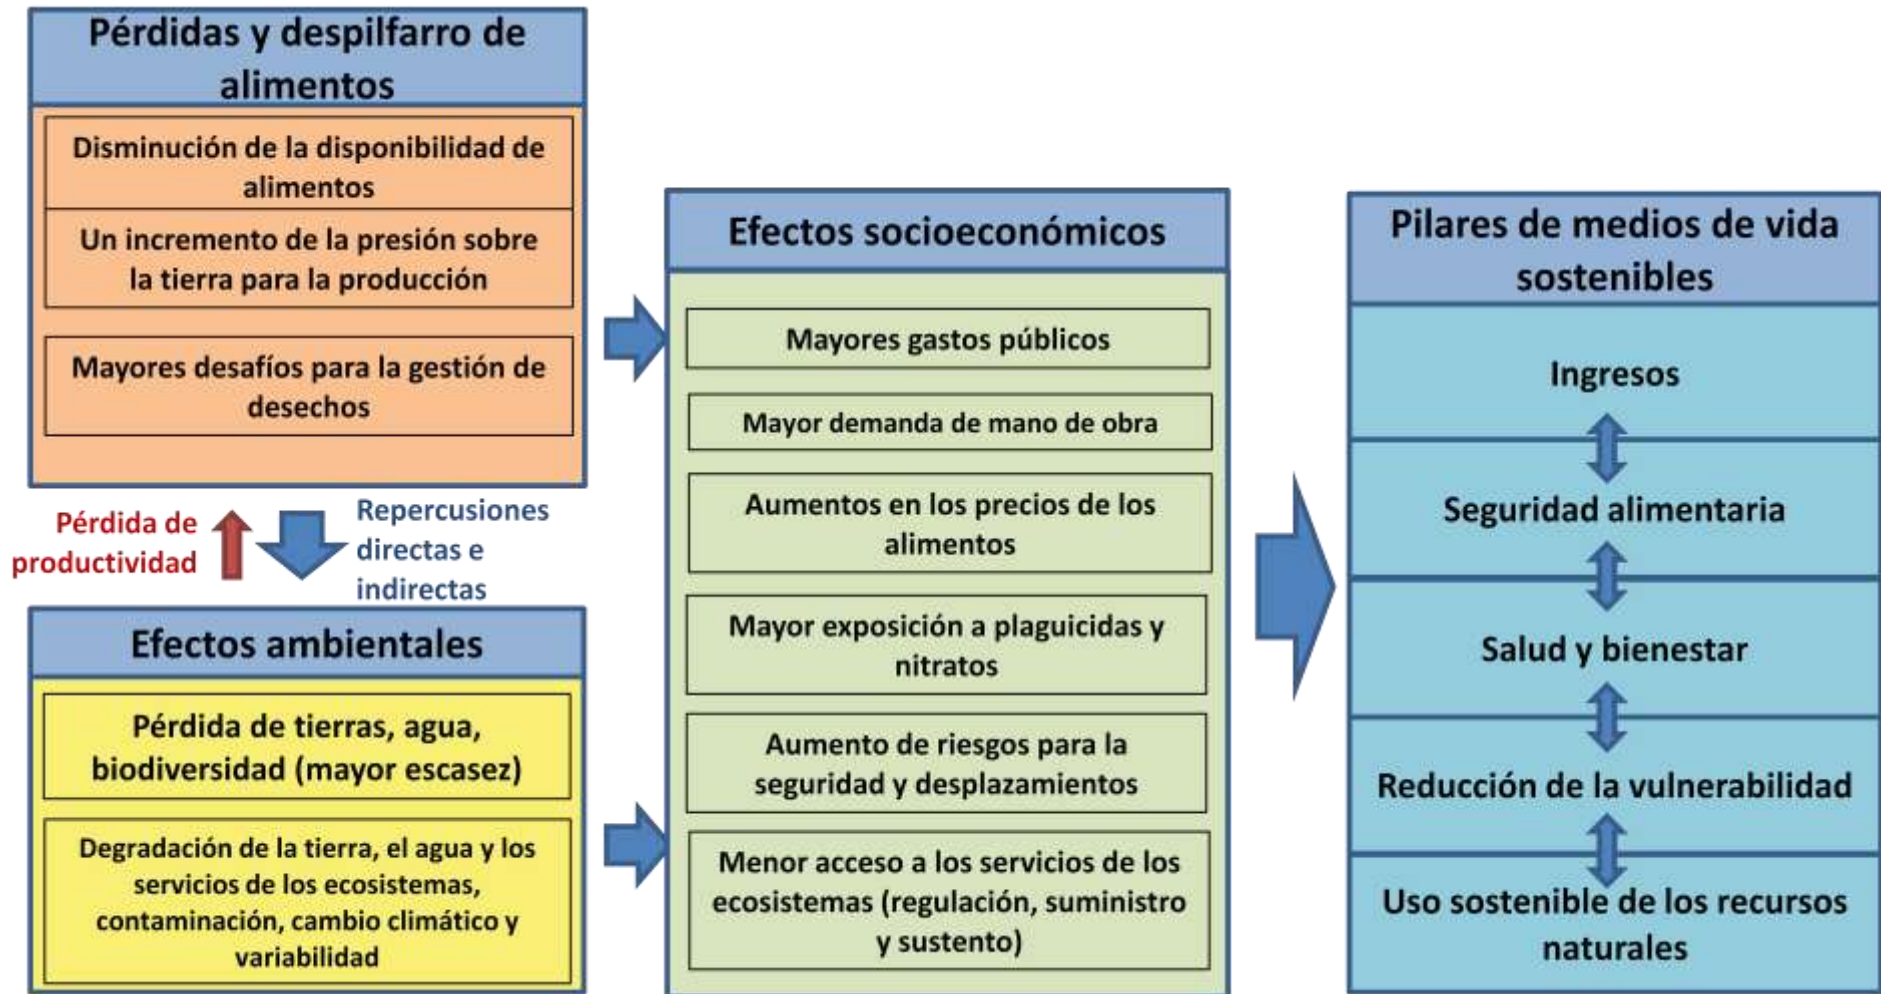 Pérdidas y despilfarro de
alimentos
Disminución de la disponibilidad de
alimentos
Un incremento de la presión sobre
la tierra para la producción
Mayores desafíos para la gestión de
desechos
Pérdida de
productividad
Repercusiones
directas e
indirectas
Efectos ambientales
Pérdida de tierras, agua,
biodiversidad (mayor escasez)
Degradación de la tierra, el agua y los
servicios de los ecosistemas,
contaminación, cambio climático y
variabilidad
Efectos socioeconómicos
Mayores gastos públicos
Mayor demanda de mano de obra
Aumentos en los precios de los
alimentos
Mayor exposición a plaguicidas y
nitratos
Aumento de riesgos para la
seguridad y desplazamientos
Menor acceso a los servicios de los
ecosistemas (regulación, suministro
y sustento)
Pilares de medios de vida
sostenibles
Ingresos
Seguridad alimentaria
Salud y bienestar
Reducción de la vulnerabilidad
Uso sostenible de los recursos
naturales